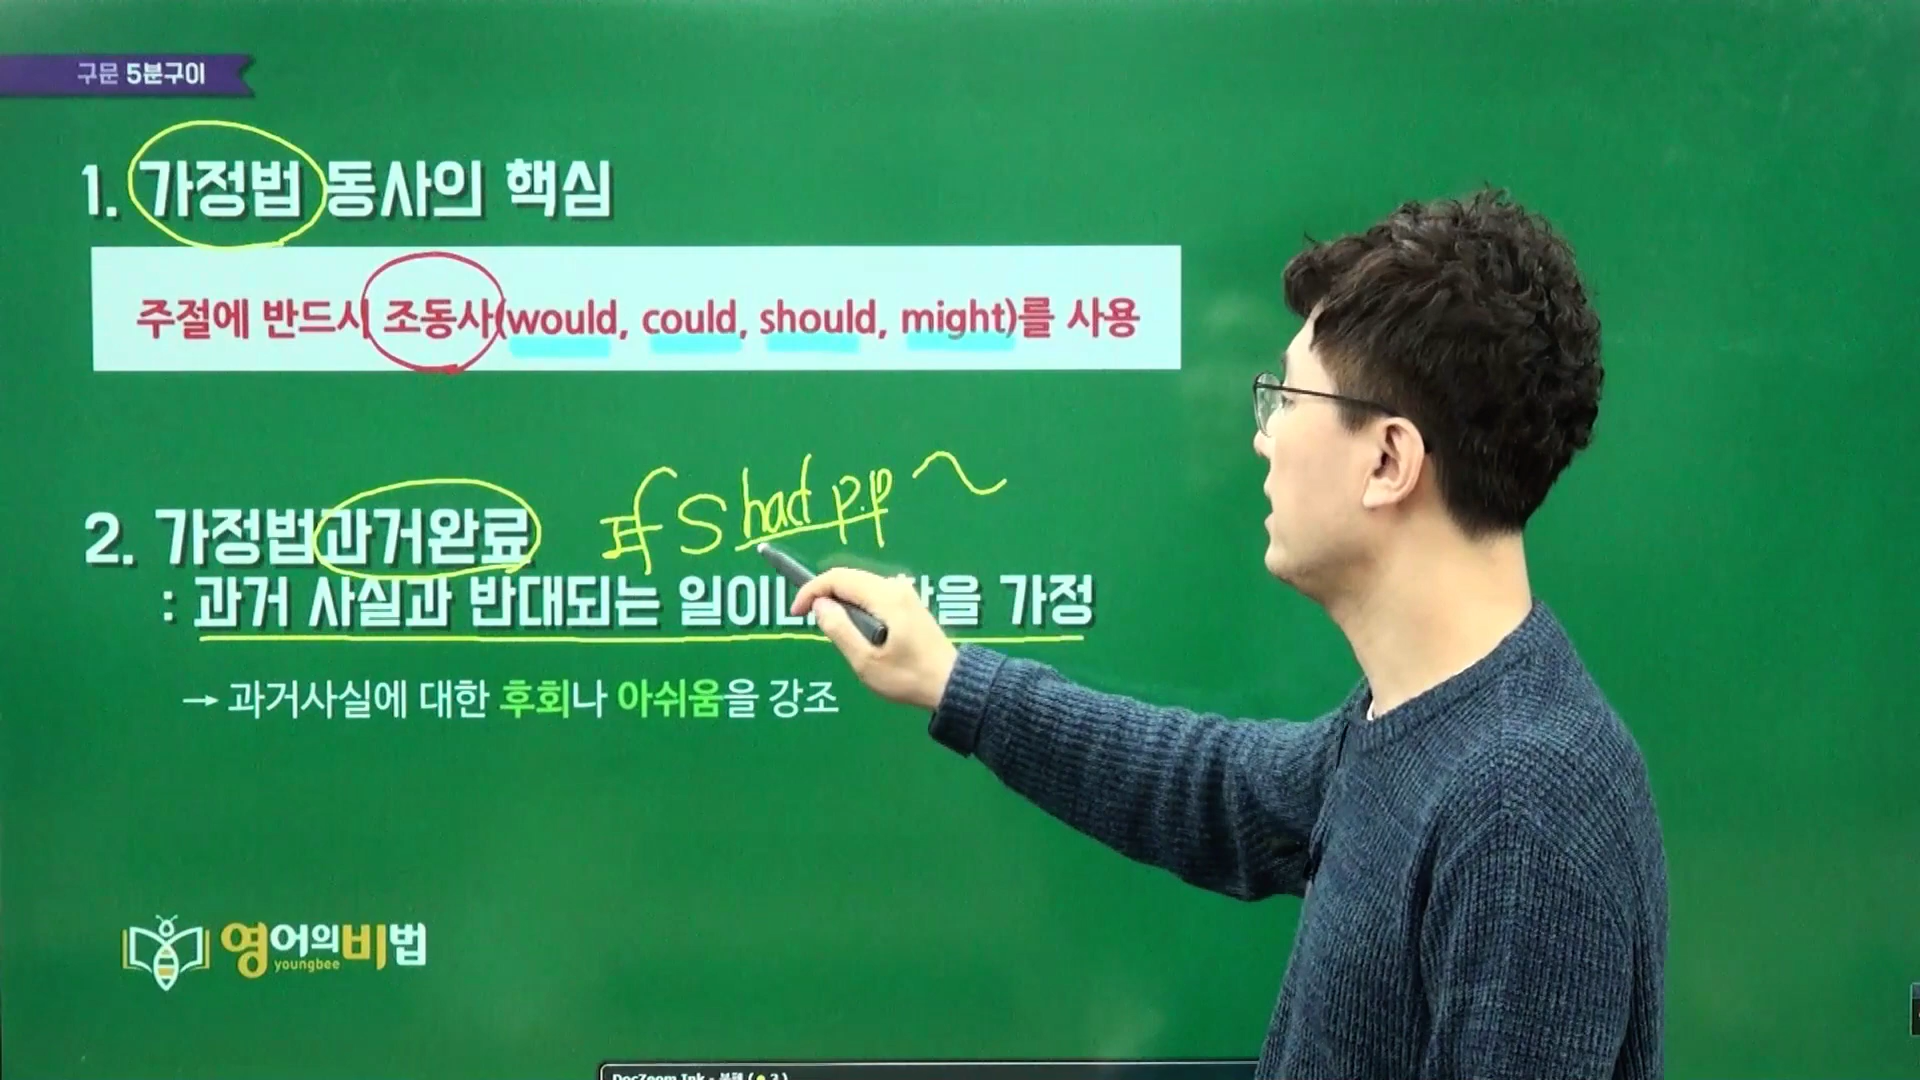 구문 5분구이
1. 가정법 동사의 핵심
주절에 반드시 조동사(would, could, should, might)를 사용
If S had p.p ~
2. 가정법과거완료
: 과거 사실과 반대되는 일이나 을 가정
→ 과거사실에 대한 후회나 아쉬움을 강조
영어의비법
youngbee